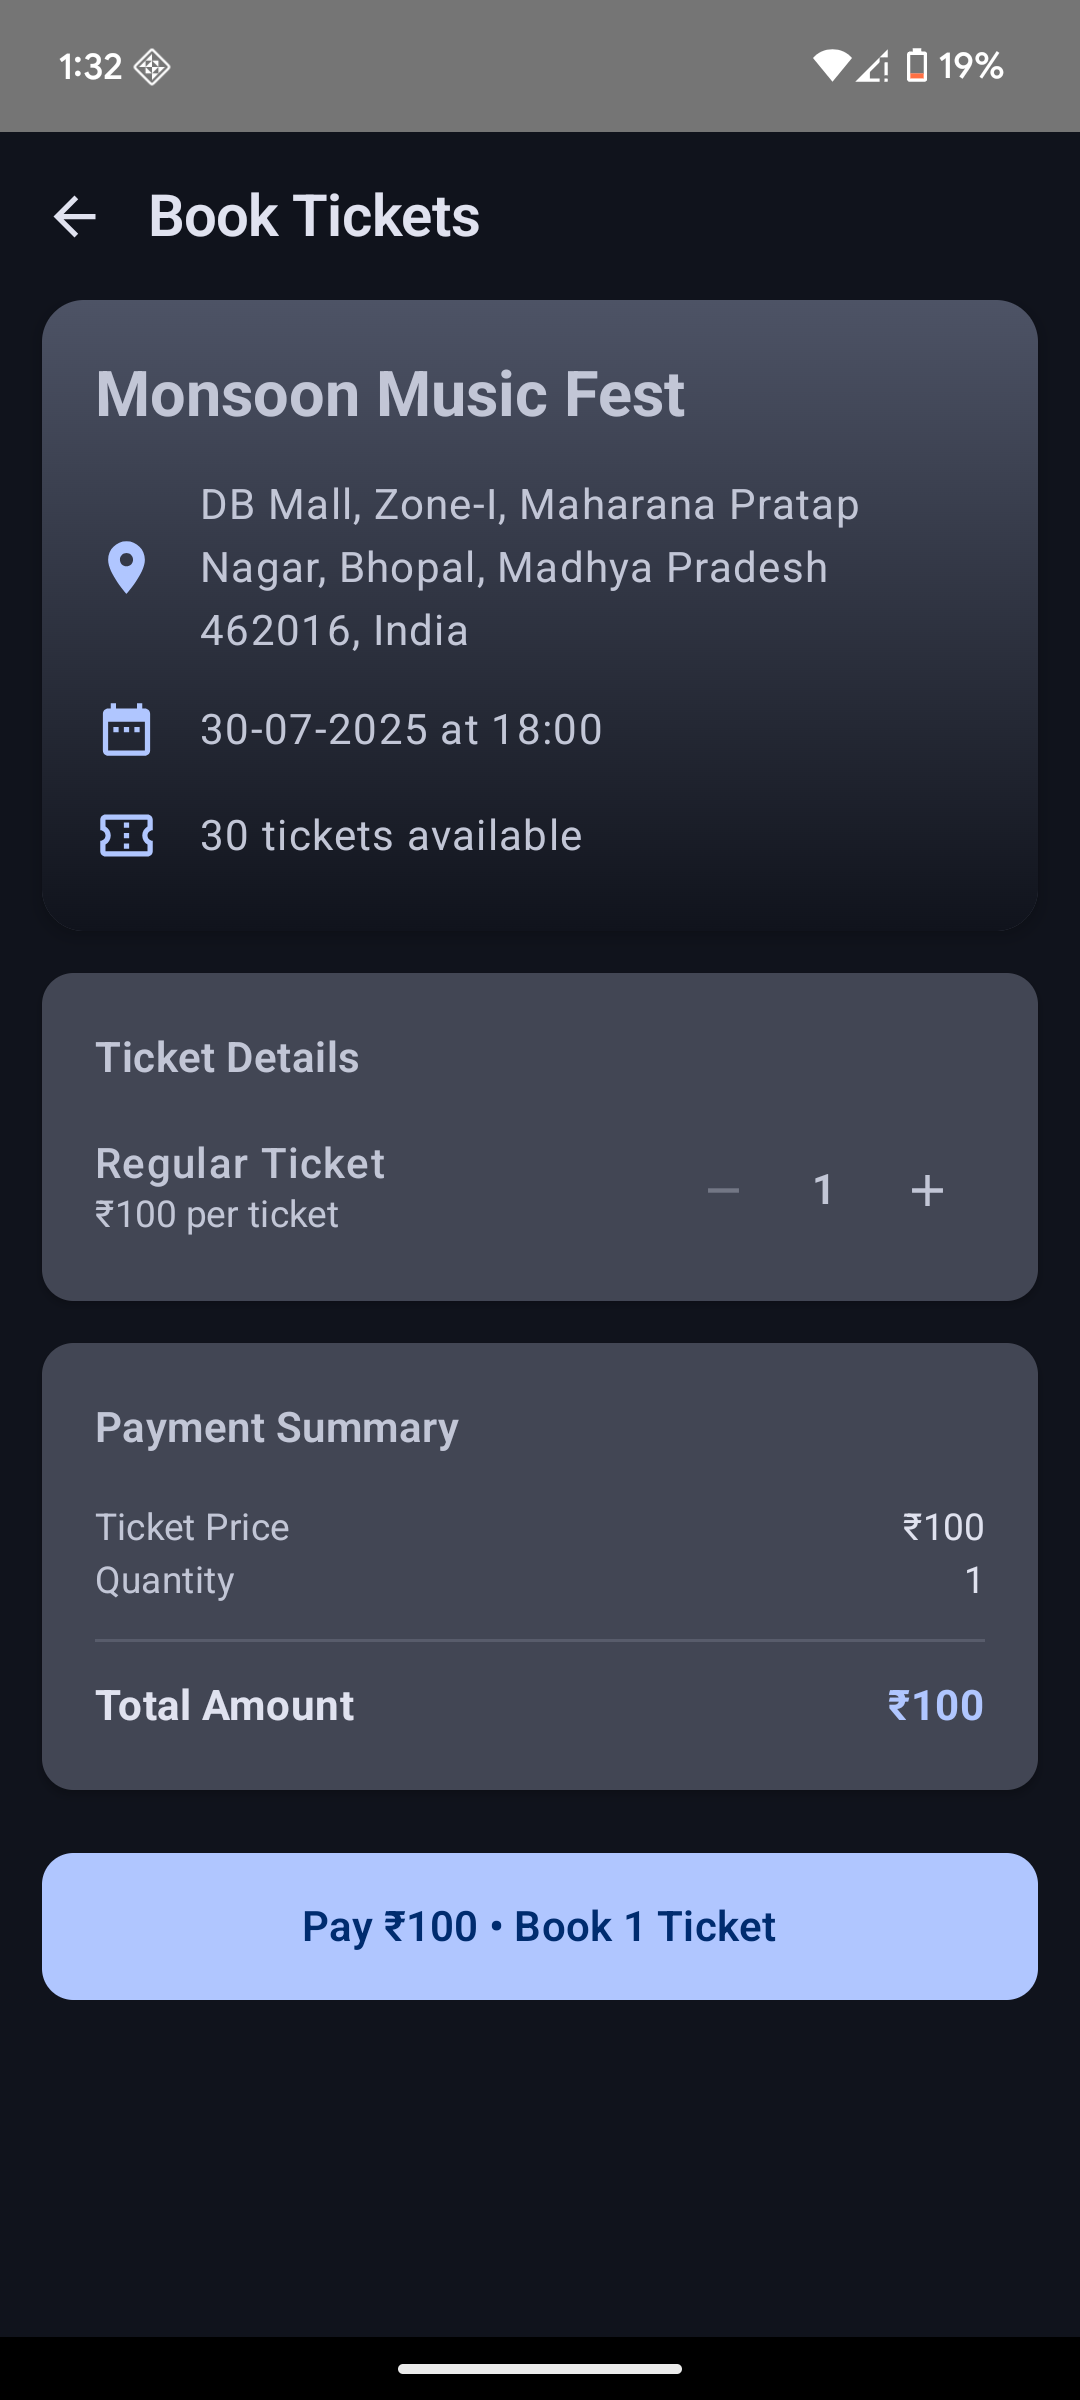 1:32
19%
Book Tickets
Monsoon Music Fest
DB Mall, Zone-I, Maharana Pratap
Nagar, Bhopal, Madhya Pradesh
462016, India
30-07-2025 at 18:00
30 tickets available
Ticket Details
Regular Ticket
₹100 per ticket
1
Payment Summary
Ticket Price ₹100
Quantity 1
Total Amount ₹100
Pay ₹100 • Book 1 Ticket